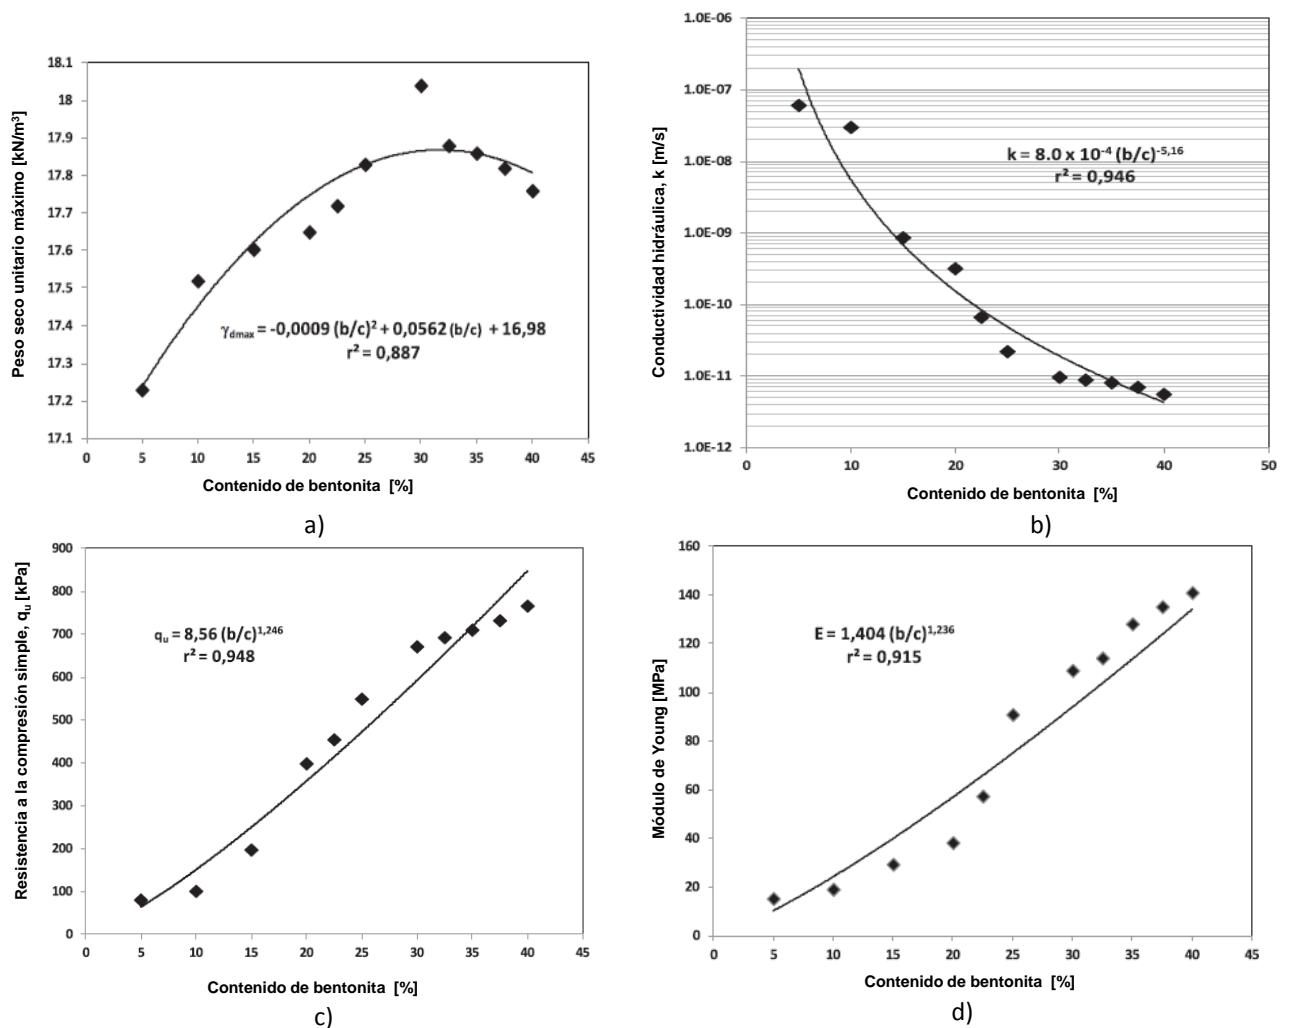 18.1
18
17.9
17.8
17.7
17.6
17.5
17.4
17.3
17.2
17.1
Peso seco unitario máximo [kN/m³]
γdmax = -0,0009 (b/c)² + 0,0562 (b/c) + 16,98
r² = 0,887
0 5 10 15 20 25 30 35 40 45
Contenido de bentonita [%]
a)
1.0E-06
1.0E-07
1.0E-08
1.0E-09
1.0E-10
1.0E-11
1.0E-12
Conductividad hidráulica, k [m/s]
k = 8.0 x 10⁻⁴ (b/c)⁻⁵,¹⁶
r² = 0,946
0 10 20 30 40 50
Contenido de bentonita [%]
b)
900
800
700
600
500
400
300
200
100
0
Resistencia a la compresión simple, qu [kPa]
qu = 8,56 (b/c)¹,²⁴⁶
r² = 0,948
0 5 10 15 20 25 30 35 40 45
Contenido de bentonita [%]
c)
160
140
120
100
80
60
40
20
0
Módulo de Young [MPa]
E = 1,404 (b/c)¹,²³⁶
r² = 0,915
0 5 10 15 20 25 30 35 40 45
Contenido de bentonita [%]
d)